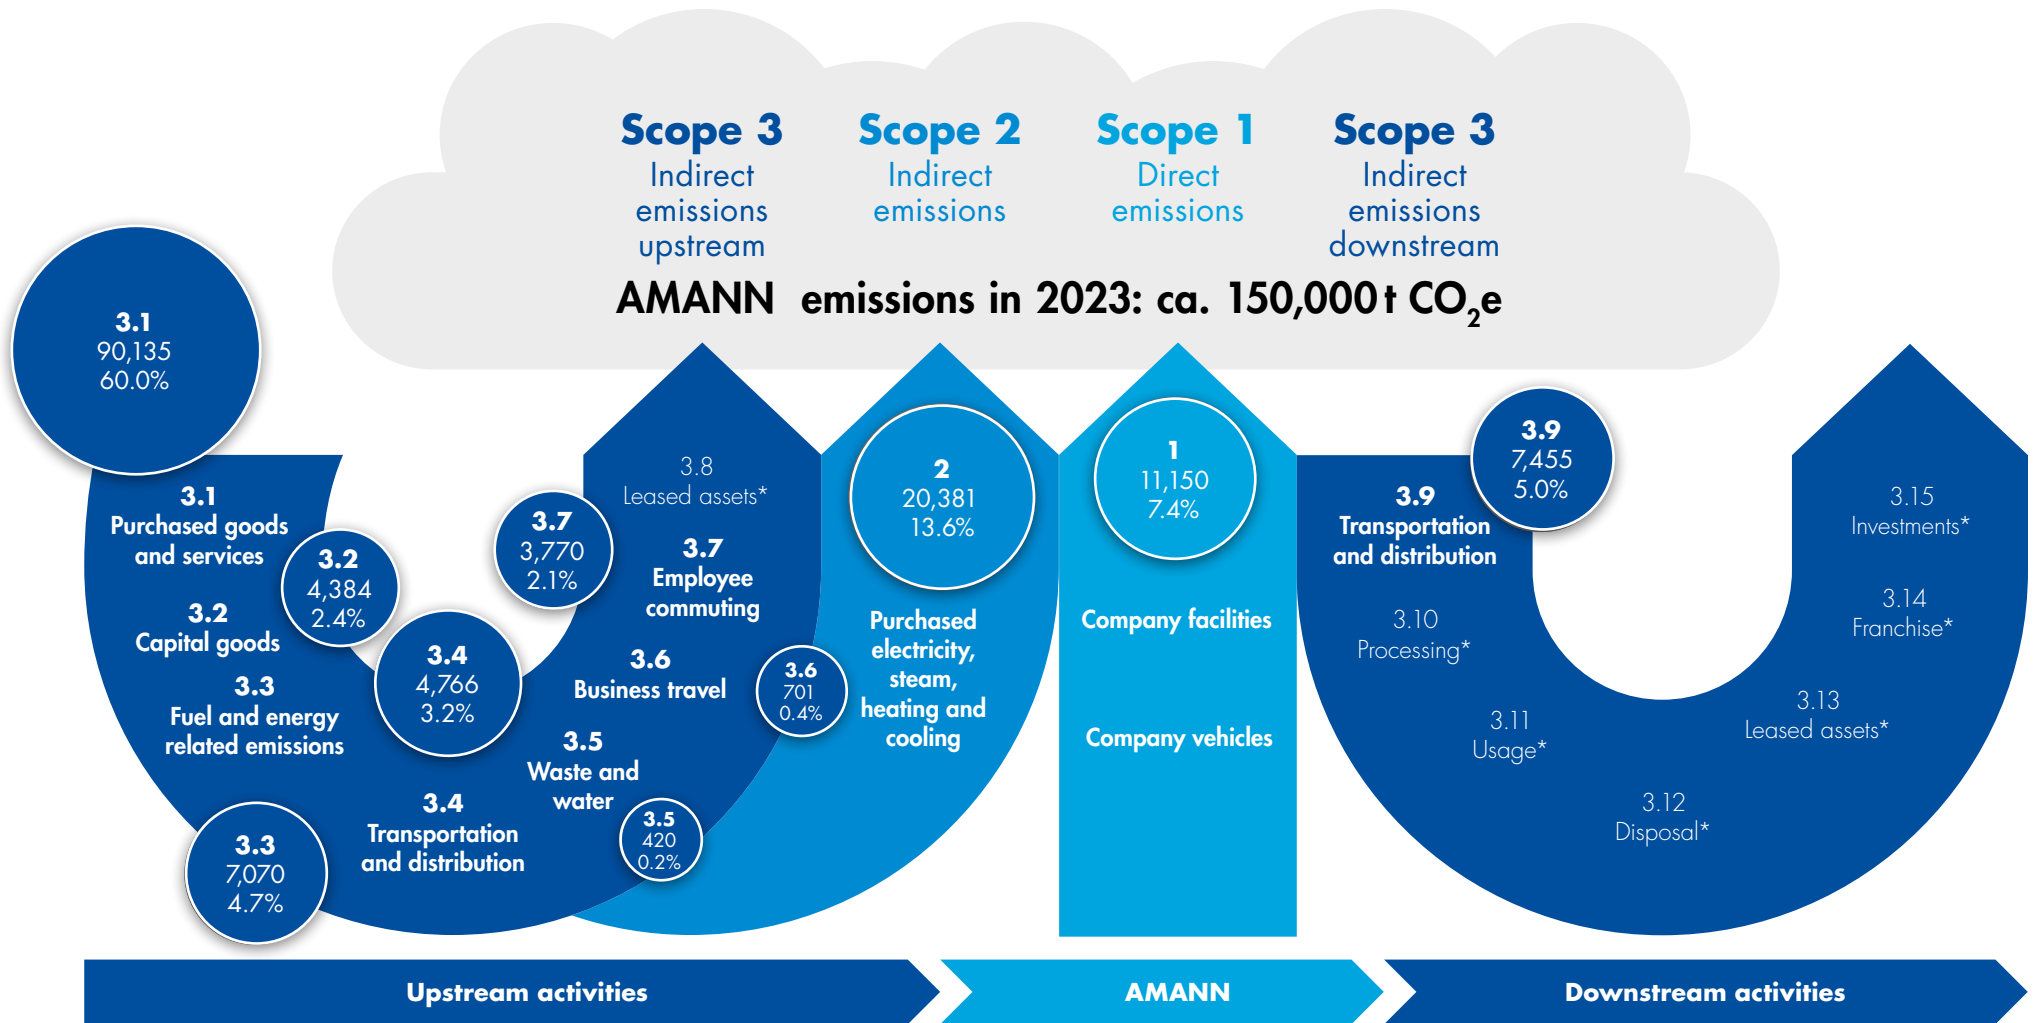 Scope 3
Indirect
emissions
upstream
Scope 2
Indirect
emissions
Scope 1
Direct
emissions
Scope 3
Indirect
emissions
downstream
AMANN emissions in 2023: ca. 150,000 t CO₂e
3.1
90,135
60.0%
3.1
Purchased goods
and services
3.2
4,384
2.4%
3.2
Capital goods
3.3
Fuel and energy
related emissions
3.3
7,070
4.7%
3.4
4,766
3.2%
3.4
Transportation
and distribution
3.5
Waste and
water
3.5
420
0.2%
3.6
Business travel
3.6
701
0.4%
3.7
3,770
2.1%
3.7
Employee
commuting
3.8
Leased assets*
2
20,381
13.6%
Purchased
electricity,
steam,
heating and
cooling
1
11,150
7.4%
Company facilities
Company vehicles
3.9
7,455
5.0%
3.9
Transportation
and distribution
3.10
Processing*
3.11
Usage*
3.12
Disposal*
3.13
Leased assets*
3.14
Franchise*
3.15
Investments*
Upstream activities
AMANN
Downstream activities